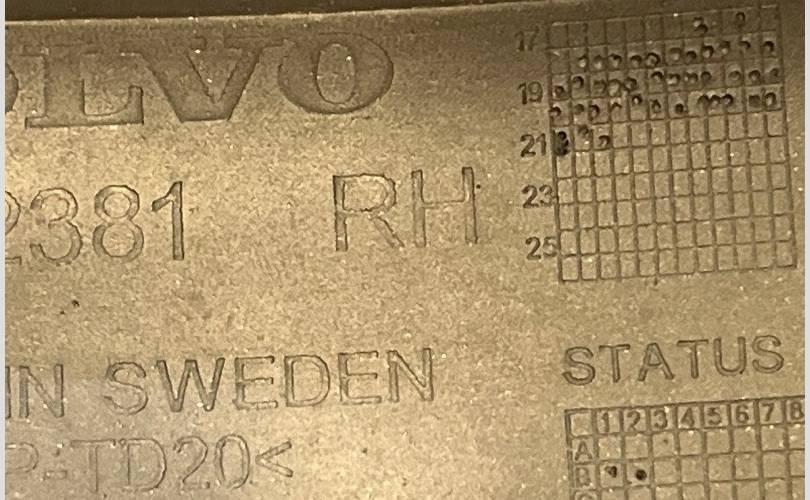 LVO
17
19
2381 RH
21
23
25
IN SWEDEN
STATUS
P-TD20<
1 2 3 4 5 6 7 8
A
B